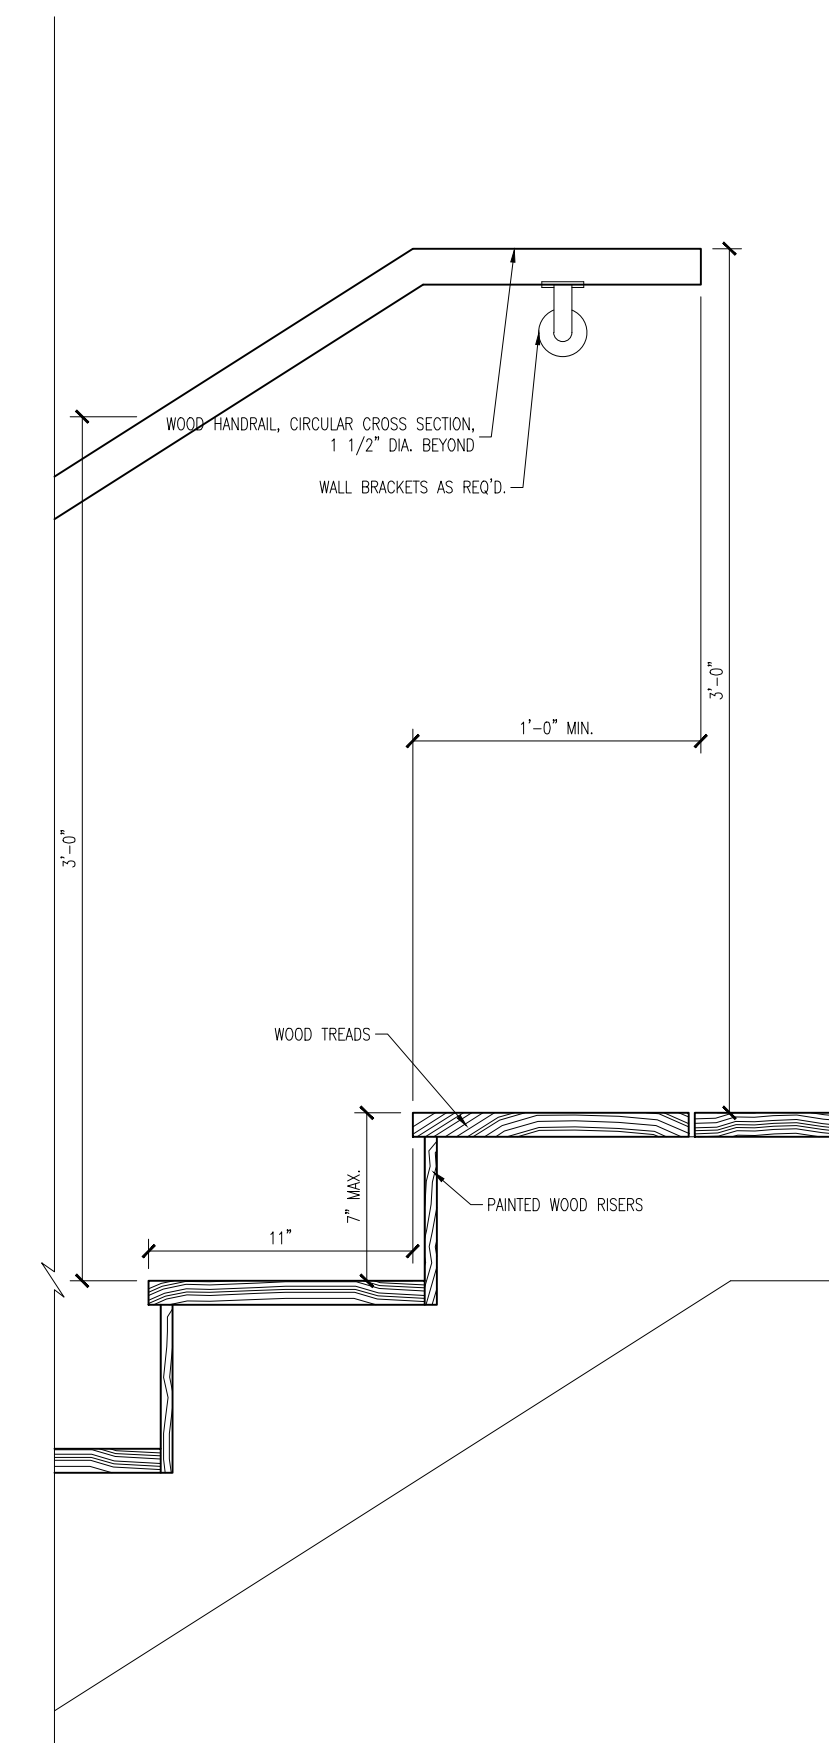 WOOD HANDRAIL, CIRCULAR CROSS SECTION,
1 1/2" DIA. BEYOND
WALL BRACKETS AS REQ'D.
3'-0"
1'-0" MIN.
3'-0"
WOOD TREADS
7" MAX.
PAINTED WOOD RISERS
11"